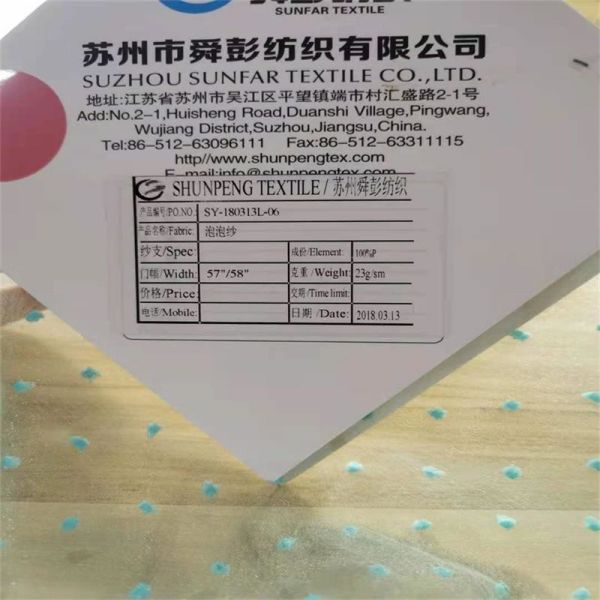 SUNFAR TEXTILE
苏州市舜彭纺织有限公司
SUZHOU SUNFAR TEXTILE CO.,LTD.
地址:江苏省苏州市吴江区平望镇端市村汇盛路2-1号
Add:No.2-1,Huisheng Road,Duanshi Village,Pingwang,
Wujiang District,Suzhou,Jiangsu,China.
Tel:86-512-63096111 Fax:86-512-63311115
http//www.shunpengtex.com
E-mail:info@shunpengtex.com
SHUNPENG TEXTILE/苏州舜彭纺织
产品编号/PO.NO.: SY-180313L-06
产品名称/Fabric: 泡泡纱
纱支/Spec: 成份/Element: 100%P
门幅/Width: 57"/58" 克重/Weight: 23g/sm
价格/Price: 交期/Time limit:
电话/Mobile: 日期/Date: 2018.03.13